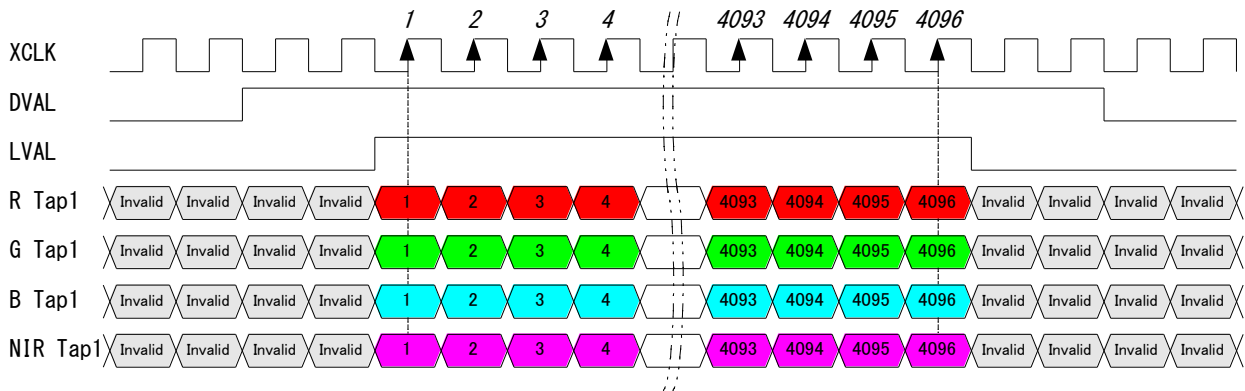 1 2 3 4 4093 4094 4095 4096
XCLK
DVAL
LVAL
R Tap1 Invalid Invalid Invalid Invalid 1 2 3 4 4093 4094 4095 4096 Invalid Invalid Invalid Invalid
G Tap1 Invalid Invalid Invalid Invalid 1 2 3 4 4093 4094 4095 4096 Invalid Invalid Invalid Invalid
B Tap1 Invalid Invalid Invalid Invalid 1 2 3 4 4093 4094 4095 4096 Invalid Invalid Invalid Invalid
NIR Tap1 Invalid Invalid Invalid Invalid 1 2 3 4 4093 4094 4095 4096 Invalid Invalid Invalid Invalid